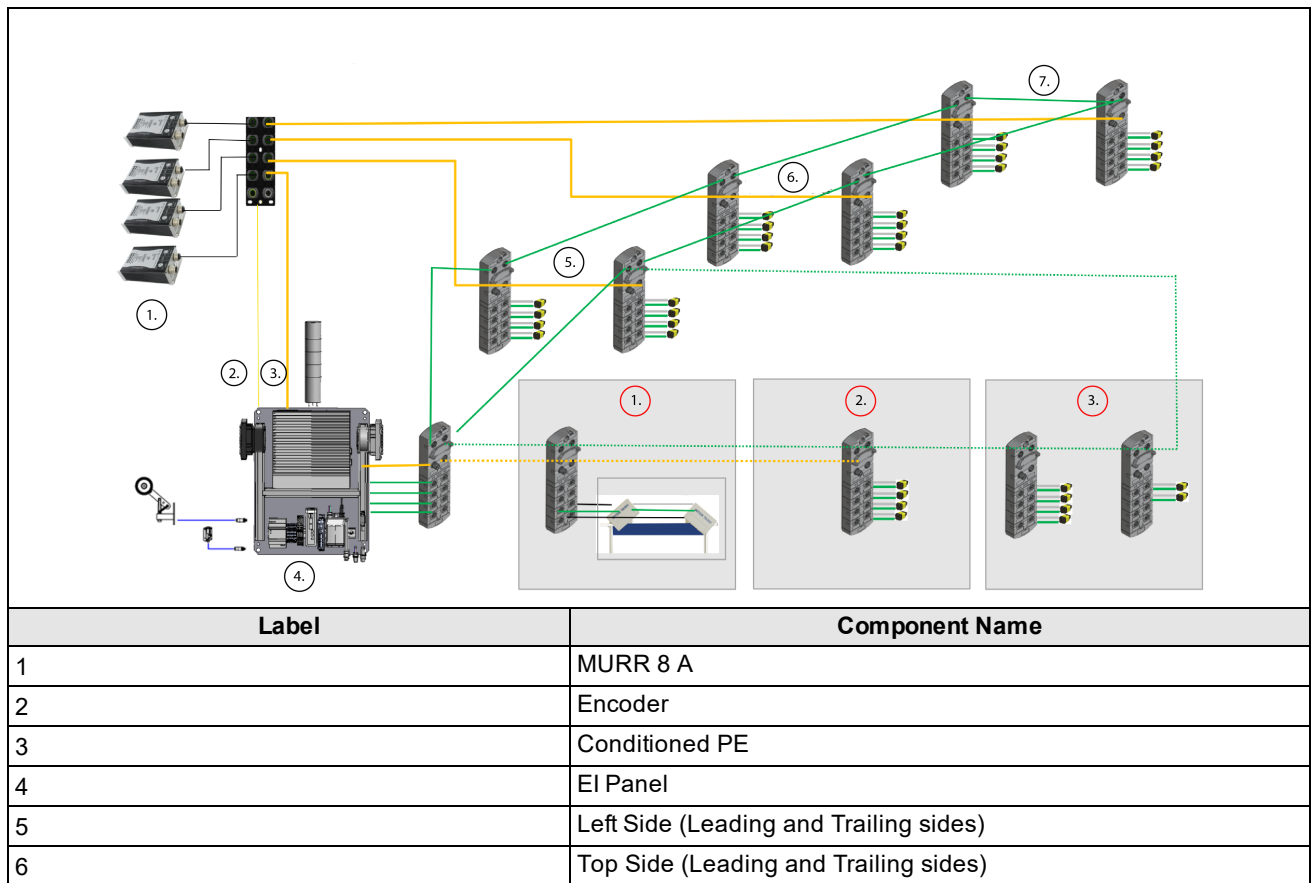 7.
6.
5.
1.
2.
3.
1.
2.
3.
4.
Label Component Name
1 MURR 8 A
2 Encoder
3 Conditioned PE
4 EI Panel
5 Left Side (Leading and Trailing sides)
6 Top Side (Leading and Trailing sides)